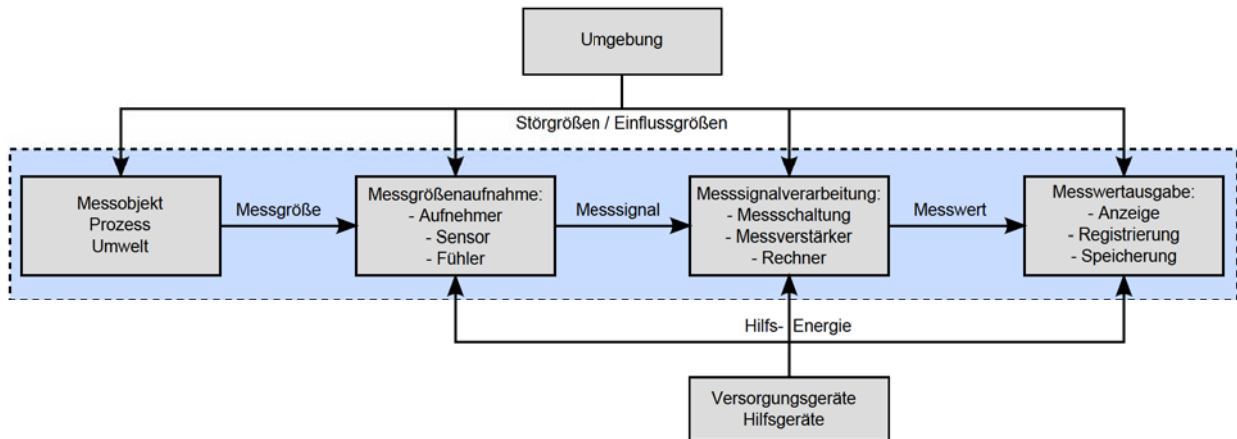 Umgebung
Störgrößen / Einflussgrößen
Messobjekt
Prozess
Umwelt
Messgröße
Messgrößenaufnahme:
- Aufnehmer
- Sensor
- Fühler
Messsignal
Messsignalverarbeitung:
- Messschaltung
- Messverstärker
- Rechner
Messwert
Messwertausgabe:
- Anzeige
- Registrierung
- Speicherung
Hilfs- Energie
Versorgungsgeräte
Hilfsgeräte